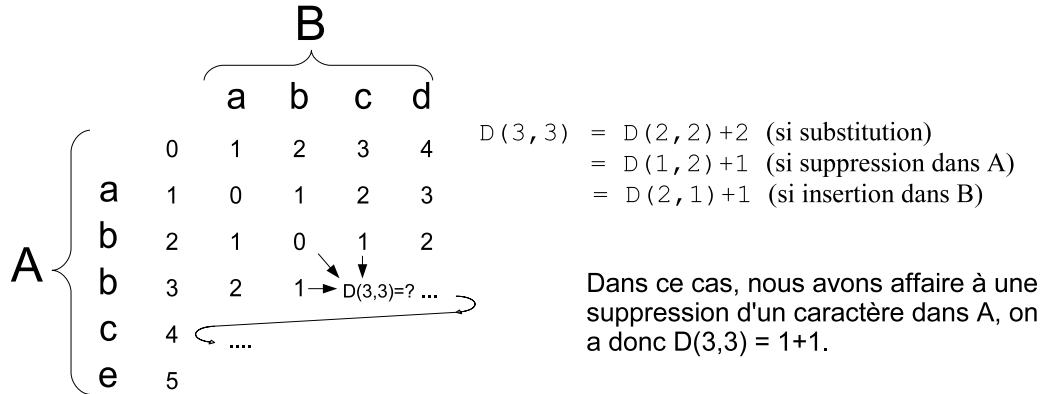 B
a b c d
0 1 2 3 4
a 1 0 1 2 3
b 2 1 0 1 2
A
b 3 2 1 D(3,3)=? ...
c 4 ....
e 5
D(3,3) = D(2,2)+2 (si substitution)
= D(1,2)+1 (si suppression dans A)
= D(2,1)+1 (si insertion dans B)
Dans ce cas, nous avons affaire à une
suppression d'un caractère dans A, on
a donc D(3,3) = 1+1.